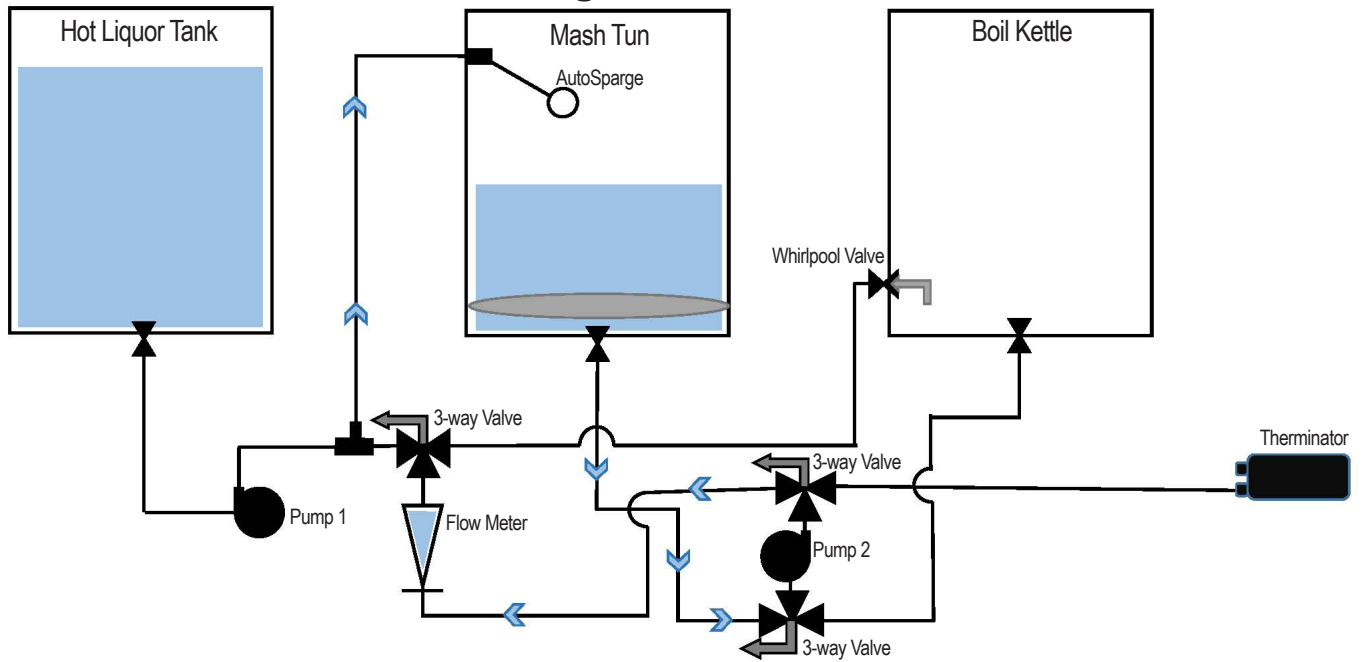 Hot Liquor Tank
Mash Tun
Boil Kettle
AutoSparge
Whirlpool Valve
3-way Valve
3-way Valve
Therminator
Pump 1
Flow Meter
Pump 2
3-way Valve